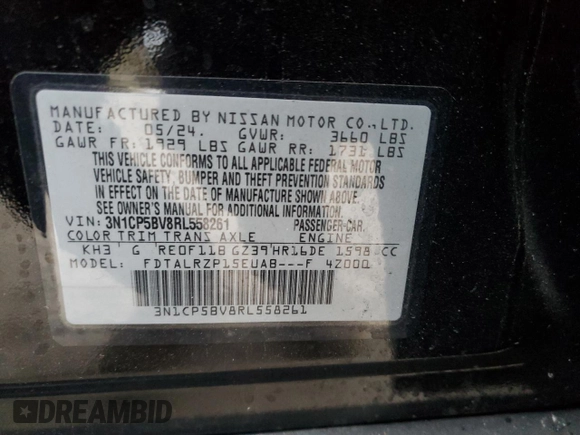 MANUFACTURED BY NISSAN MOTOR CO.,LTD.
DATE: 05/24. GVWR: 3660 LBS
GAWR FR: 1929 LBS GAWR RR: 1731 LBS
THIS VEHICLE CONFORMS TO ALL APPLICABLE FEDERAL MOTOR
VEHICLE SAFETY, BUMPER AND THEFT PREVENTION STANDARDS
IN EFFECT ON THE DATE OF MANUFACTURE SHOWN ABOVE.
SEE OWNER'S MANUAL FOR ADDITIONAL INFORMATION.
VIN: 3N1CP5BV8RL558261 PASSENGER-CAR.
COLOR TRIM TRANS AXLE ENGINE
KH3 G RE0F11B GZ39 HR16DE 1598 CC
MODEL: FDTALRZP15EUAB---F 4Z00Q
3N1CP5BV8RL558261
DREAMBID